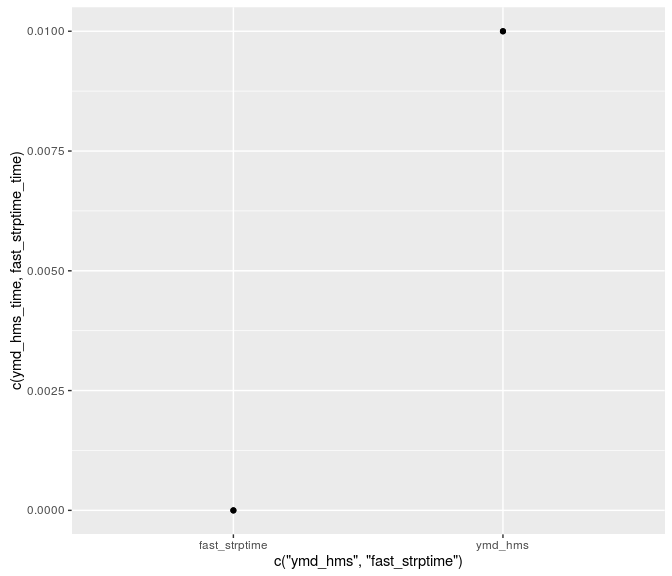 0.0100
0.0075
0.0050
0.0025
0.0000
c(ymd_hms_time, fast_strptime_time)
fast_strptime
ymd_hms
c("ymd_hms", "fast_strptime")